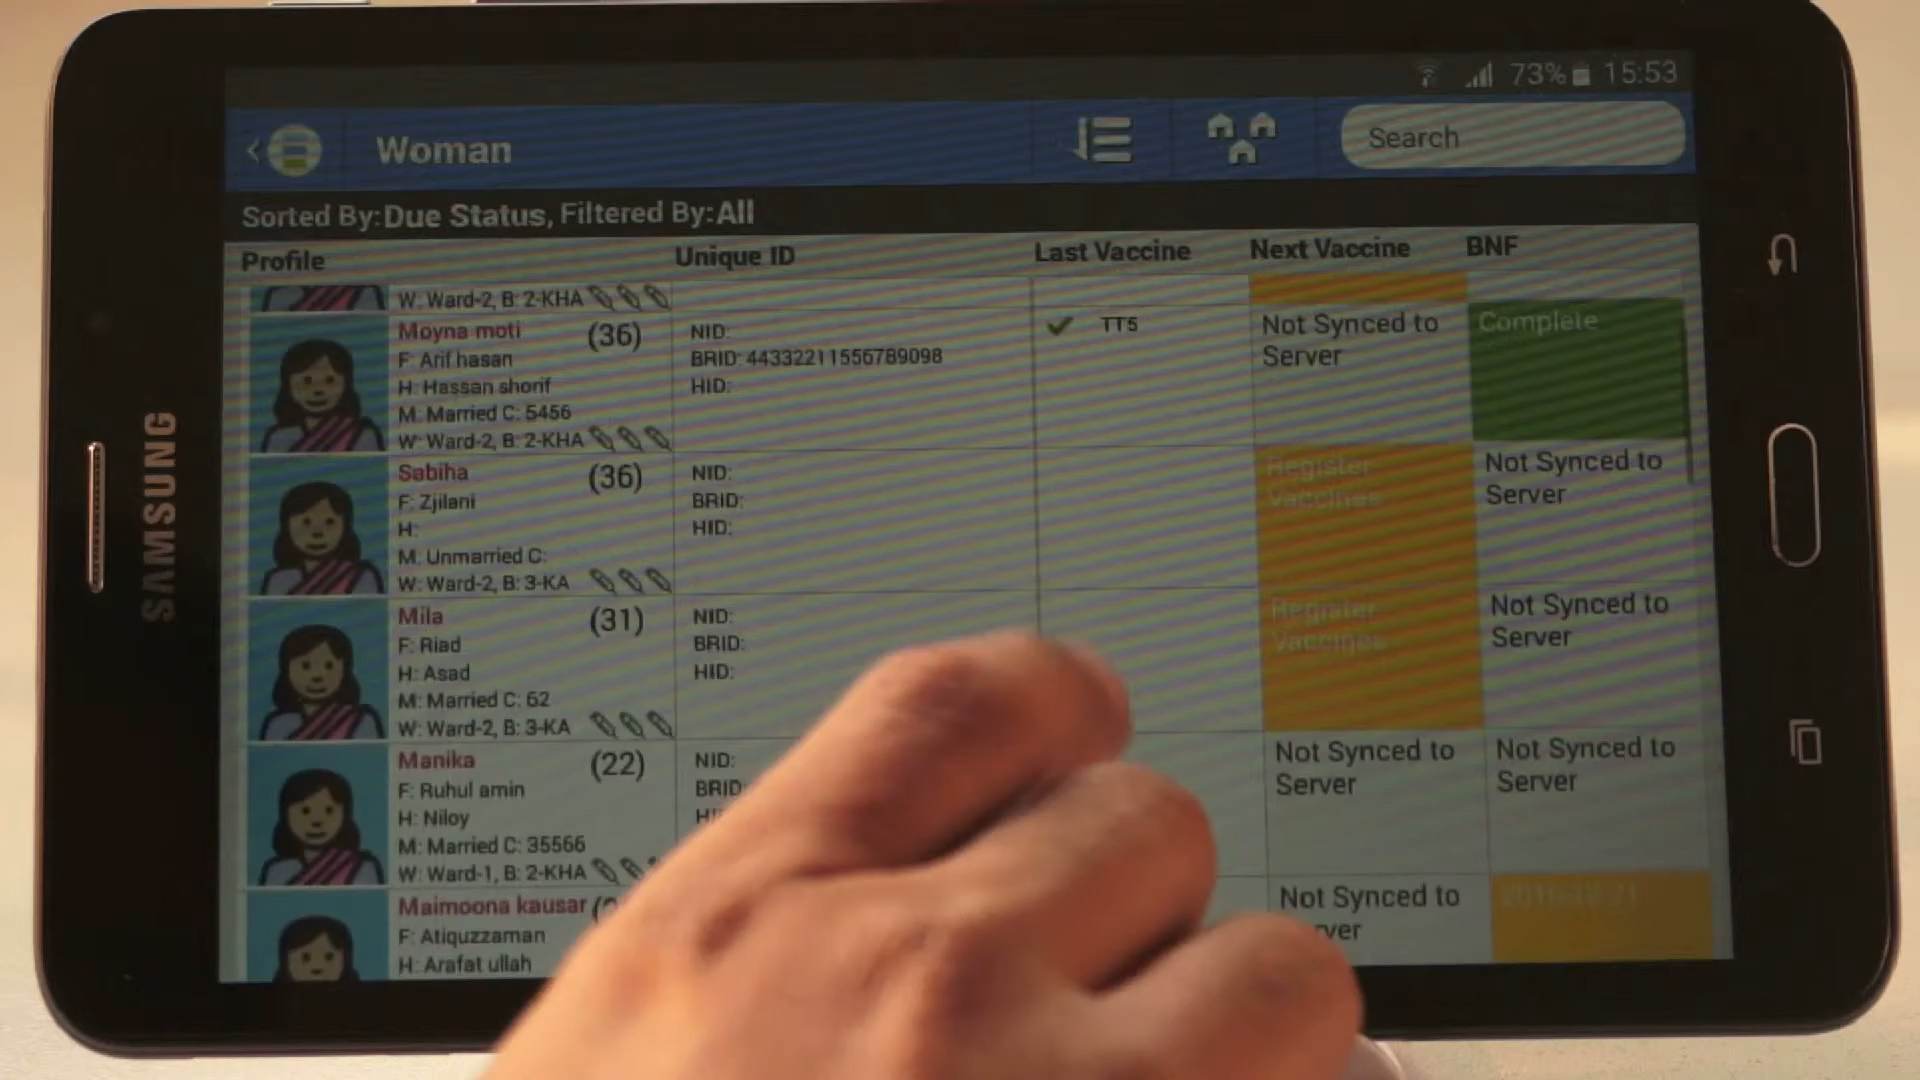 73% 15:53
Woman
Search
Sorted By:Due Status, Filtered By:All
Profile Unique ID Last Vaccine Next Vaccine BNF
W: Ward-2, B: 2-KHA
Moyna moti (36)
F: Arif hasan
H: Hassan shorif
M: Married C: 5456
W: Ward-2, B: 2-KHA
NID:
BRID: 44332211556789098
HID:
TT5
Not Synced to
Server
Complete
Sabiha (36)
F: Zjilani
H:
M: Unmarried C:
W: Ward-2, B: 3-KA
NID:
BRID:
HID:
Register
Vaccines
Not Synced to
Server
Mila (31)
F: Riad
H: Asad
M: Married C: 62
W: Ward-2, B: 3-KA
NID:
BRID:
HID:
Register
Vaccines
Not Synced to
Server
Manika (22)
F: Ruhul amin
H: Niloy
M: Married C: 35566
W: Ward-1, B: 2-KHA
NID:
BRID:
Not Synced to
Server
Not Synced to
Server
Maimoona kausar
F: Atiquzzaman
H: Arafat ullah
Not Synced to
SAMSUNG